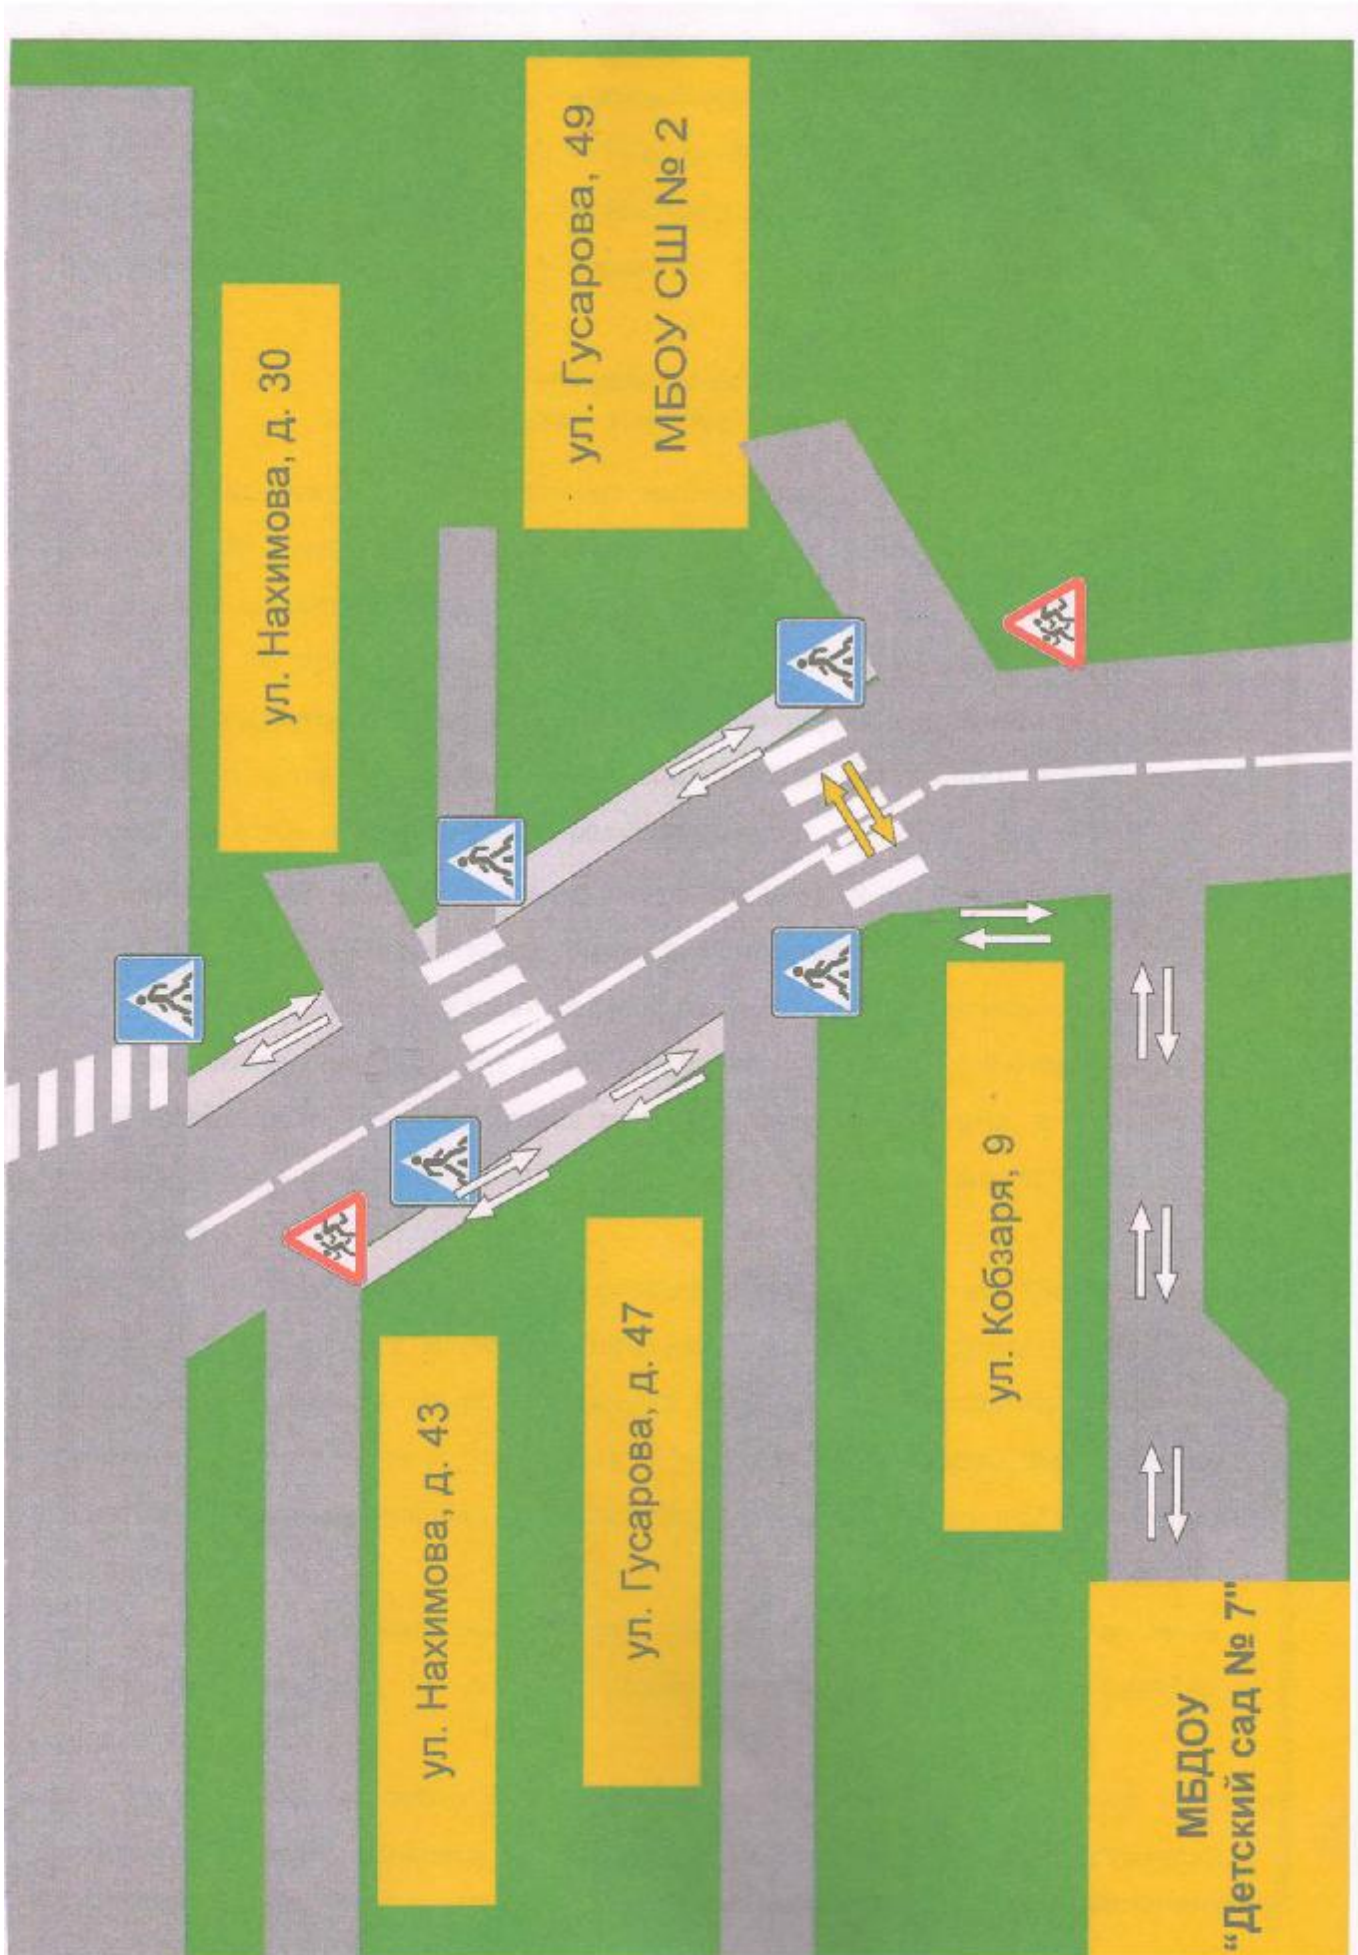 ул. Нахимова, д. 30
ул. Гусарова, 49
МБОУ СШ № 2
ул. Нахимова, д. 43
ул. Гусарова, д. 47
ул. Кобзаря, 9
МБДОУ
“Детский сад № 7"